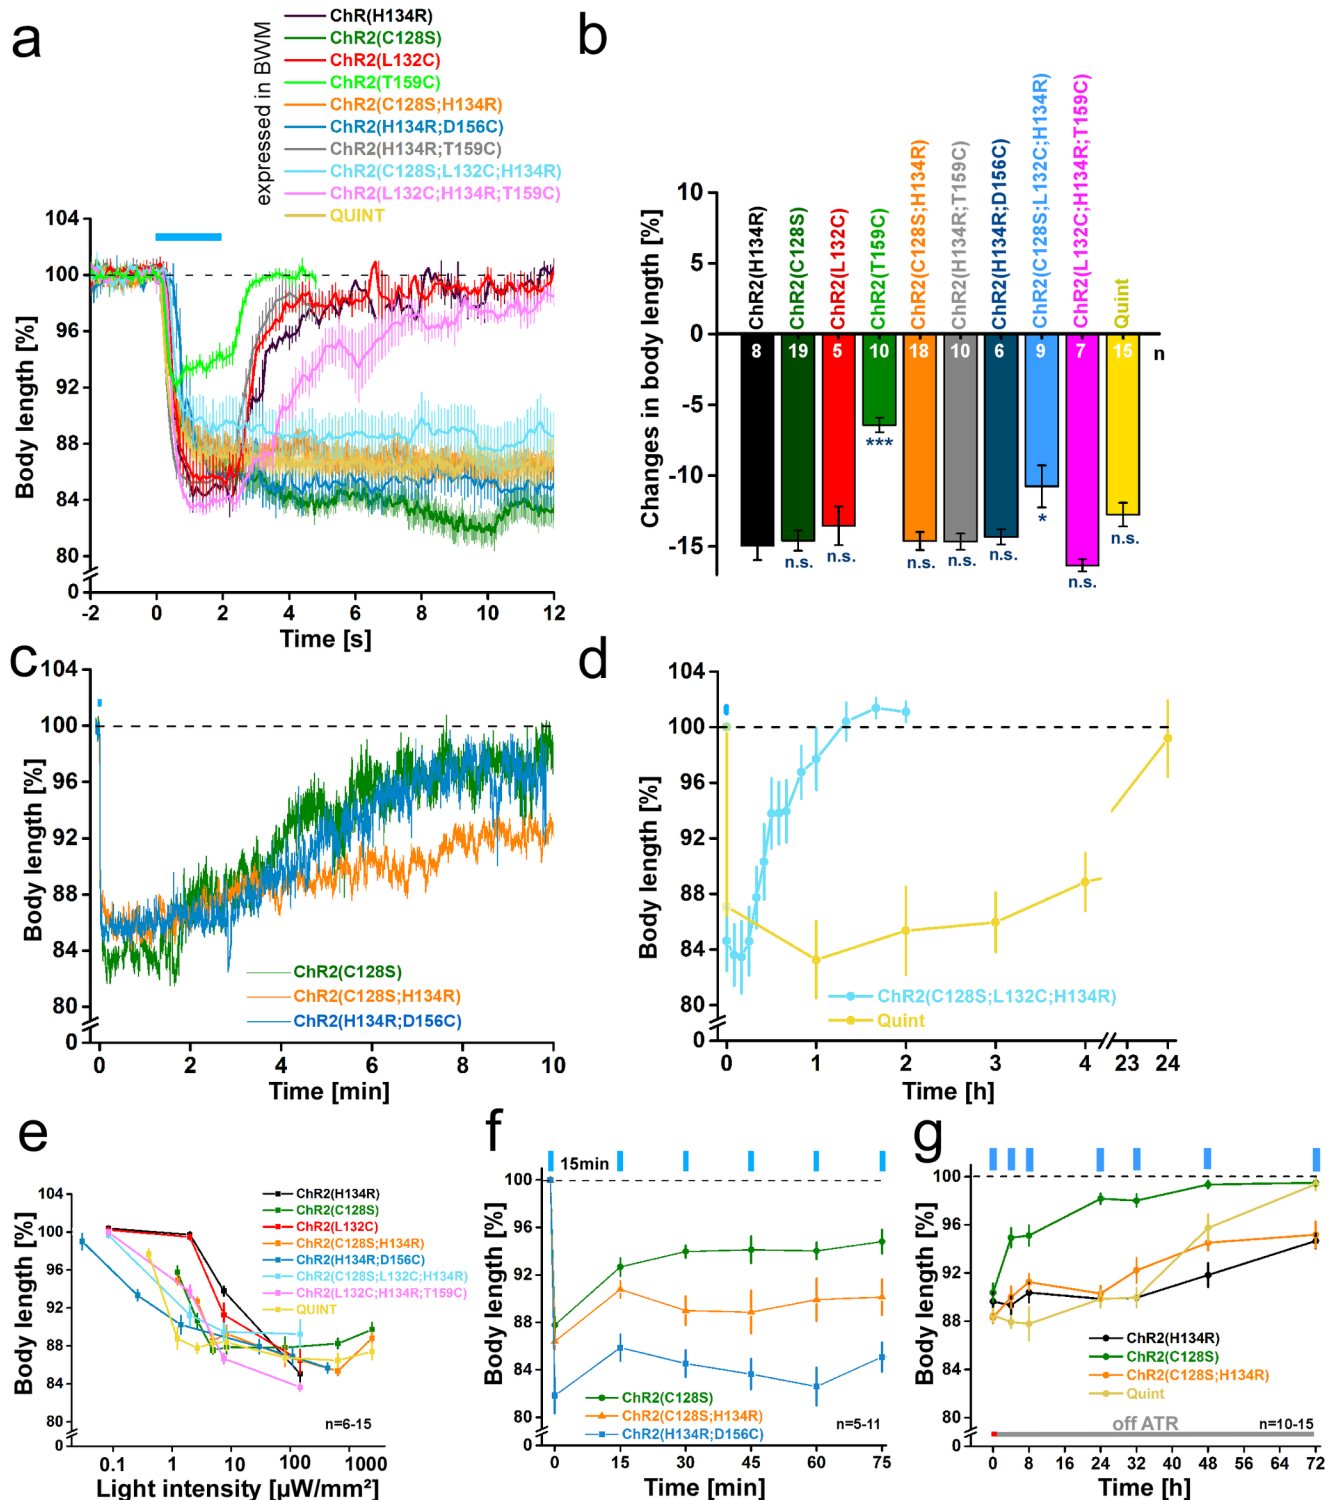 a
expressed in BWM
ChR(H134R)
ChR2(C128S)
ChR2(L132C)
ChR2(T159C)
ChR2(C128S;H134R)
ChR2(H134R;D156C)
ChR2(H134R;T159C)
ChR2(C128S;L132C;H134R)
ChR2(L132C;H134R;T159C)
QUINT
Body length [%]
104
100
96
92
88
84
80
0
-2 0 2 4 6 8 10 12
Time [s]
b
Changes in body length [%]
10
5
0
-5
-10
-15
ChR2(H134R)
ChR2(C128S)
ChR2(L132C)
ChR2(T159C)
ChR2(C128S;H134R)
ChR2(H134R;T159C)
ChR2(H134R;D156C)
ChR2(C128S;L132C;H134R)
ChR2(L132C;H134R;T159C)
Quint
8 19 5 10 18 10 6 9 7 15 n
n.s. n.s. *** n.s. n.s. n.s. * n.s. n.s.
c
Body length [%]
104
100
96
92
88
84
80
0
ChR2(C128S)
ChR2(C128S;H134R)
ChR2(H134R;D156C)
0 2 4 6 8 10
Time [min]
d
Body length [%]
104
100
96
92
88
84
80
0
ChR2(C128S;L132C;H134R)
Quint
0 1 2 3 4 23 24
Time [h]
e
Body length [%]
104
100
96
92
88
84
80
0
ChR2(H134R)
ChR2(C128S)
ChR2(L132C)
ChR2(C128S;H134R)
ChR2(H134R;D156C)
ChR2(C128S;L132C;H134R)
ChR2(L132C;H134R;T159C)
QUINT
n=6-15
0.1 1 10 100 1000
Light intensity [µW/mm²]
f
15min
Body length [%]
100
96
92
88
84
80
0
ChR2(C128S)
ChR2(C128S;H134R)
ChR2(H134R;D156C)
n=5-11
0 15 30 45 60 75
Time [min]
g
Body length [%]
100
96
92
88
84
80
0
ChR2(H134R)
ChR2(C128S)
ChR2(C128S;H134R)
Quint
off ATR
n=10-15
0 8 16 24 32 40 48 56 64 72
Time [h]